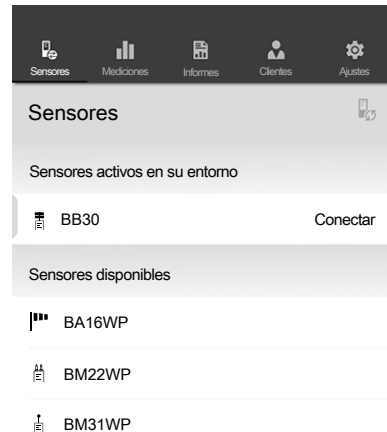 Sensores Mediciones Informes Clientes Ajustes
Sensores
Sensores activos en su entorno
BB30 Conectar
Sensores disponibles
BA16WP
BM22WP
BM31WP